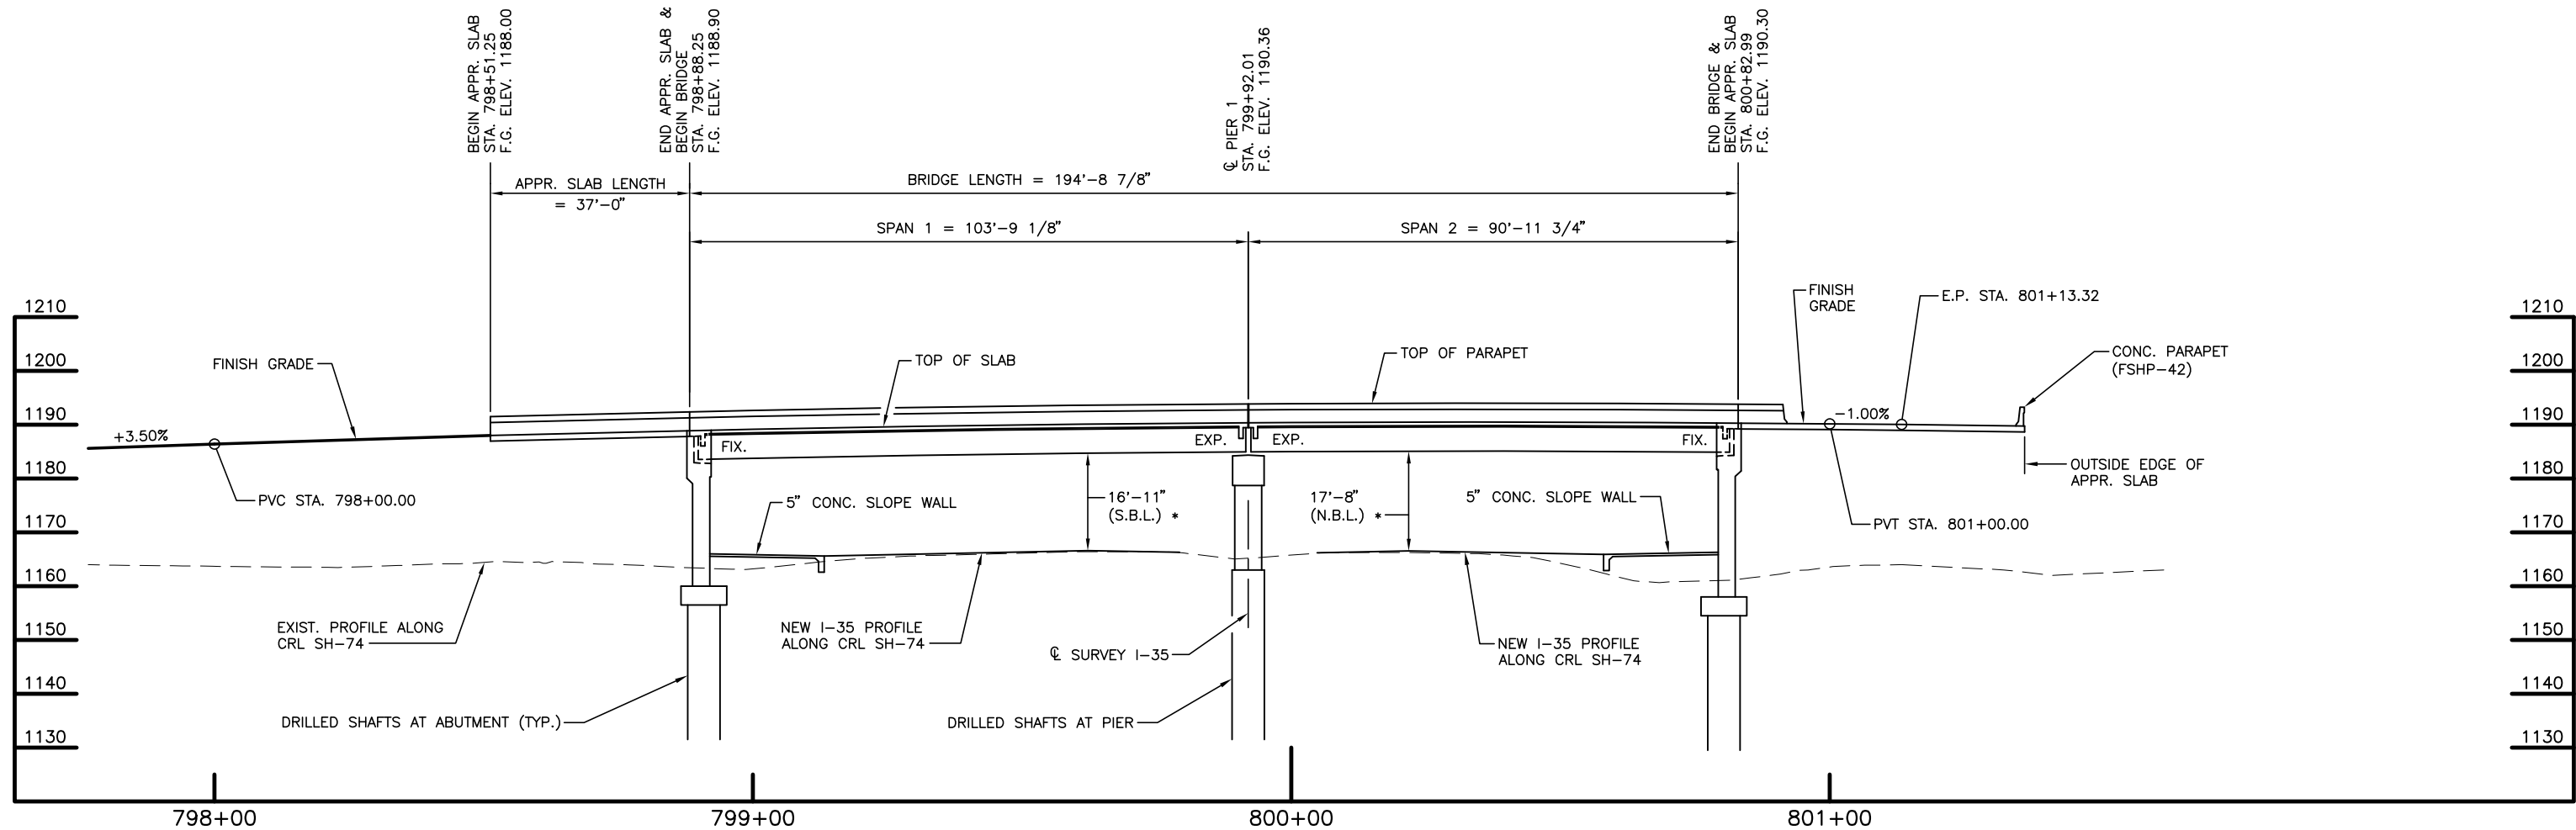 BEGIN APPR. SLAB
STA. 798+51.25
F.G. ELEV. 1188.00
END APPR. SLAB &
BEGIN BRIDGE
STA. 798+88.25
F.G. ELEV. 1188.90
℄ PIER 1
STA. 799+92.01
F.G. ELEV. 1190.36
END BRIDGE &
BEGIN APPR. SLAB
STA. 800+82.99
F.G. ELEV. 1190.30
APPR. SLAB LENGTH
= 37'-0"
BRIDGE LENGTH = 194'-8 7/8"
SPAN 1 = 103'-9 1/8"
SPAN 2 = 90'-11 3/4"
FINISH
GRADE
E.P. STA. 801+13.32
1210
1210
1200
FINISH GRADE
TOP OF SLAB
TOP OF PARAPET
CONC. PARAPET
(FSHP-42)
1200
1190
+3.50%
-1.00%
1190
FIX.
EXP.
EXP.
FIX.
1180
OUTSIDE EDGE OF
APPR. SLAB
1180
PVC STA. 798+00.00
5" CONC. SLOPE WALL
16'-11"
(S.B.L.) *
17'-8"
(N.B.L.) *
5" CONC. SLOPE WALL
PVT STA. 801+00.00
1170
1170
1160
1160
EXIST. PROFILE ALONG
CRL SH-74
NEW I-35 PROFILE
ALONG CRL SH-74
℄ SURVEY I-35
NEW I-35 PROFILE
ALONG CRL SH-74
1150
1150
1140
1140
DRILLED SHAFTS AT ABUTMENT (TYP.)
DRILLED SHAFTS AT PIER
1130
1130
798+00
799+00
800+00
801+00